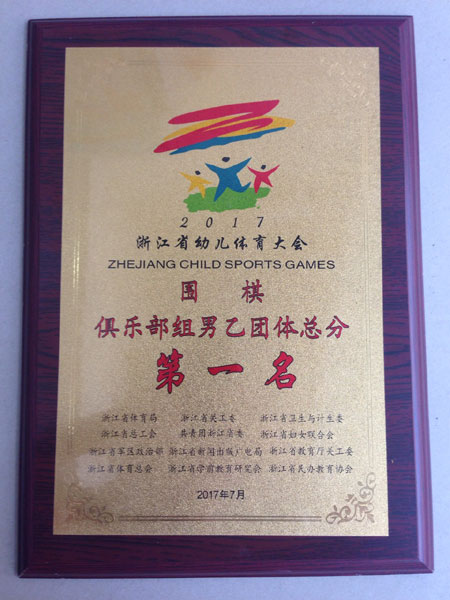 2017
浙江省幼儿体育大会
ZHEJIANG CHILD SPORTS GAMES
围 棋
俱乐部组男乙团体总分
第一名
浙江省体育局 浙江省关工委 浙江省卫生与计生委
浙江省总工会 共青团浙江省委 浙江省妇女联合会
浙江省军区政治部 浙江省新闻出版广电局 浙江省教育厅关工委
浙江省体育总会 浙江省学前教育研究会 浙江省民办教育协会
2017年7月